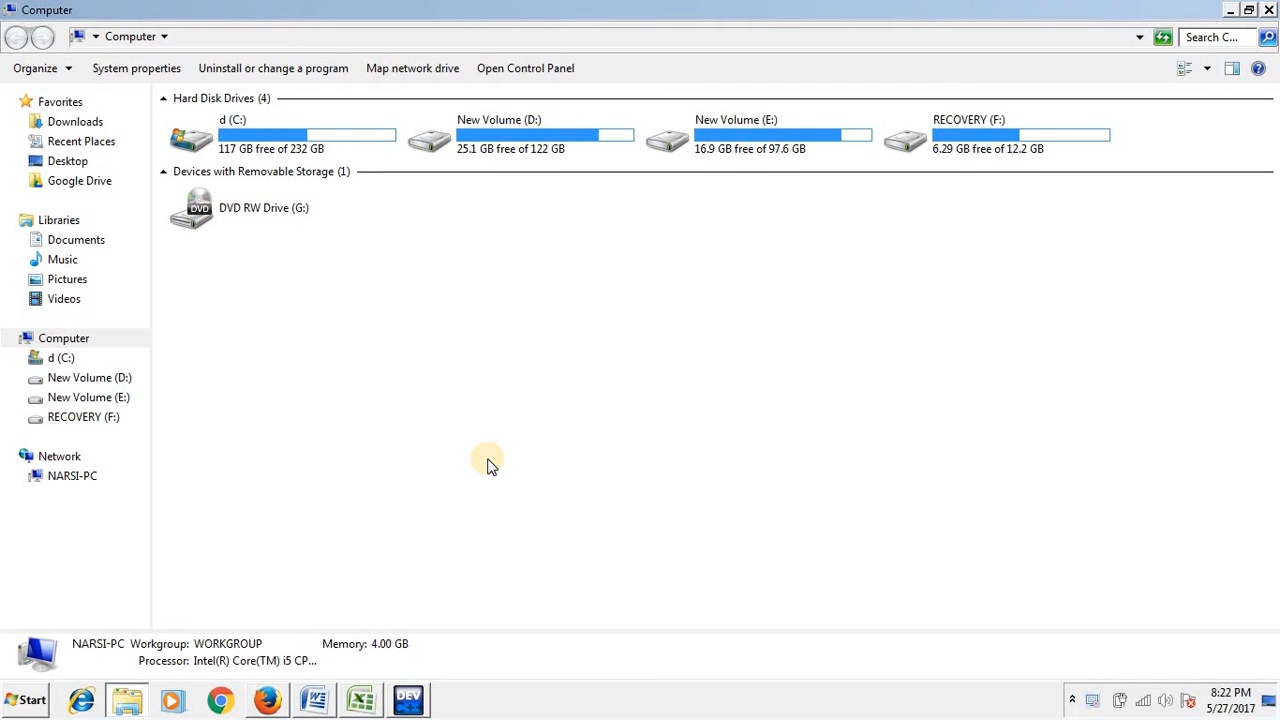 Computer
Computer
Search C...
Organize System properties Uninstall or change a program Map network drive Open Control Panel
Favorites
Downloads
Recent Places
Desktop
Google Drive
Libraries
Documents
Music
Pictures
Videos
Computer
d (C:)
New Volume (D:)
New Volume (E:)
RECOVERY (F:)
Network
NARSI-PC
Hard Disk Drives (4)
d (C:)
117 GB free of 232 GB
New Volume (D:)
25.1 GB free of 122 GB
New Volume (E:)
16.9 GB free of 97.6 GB
RECOVERY (F:)
6.29 GB free of 12.2 GB
Devices with Removable Storage (1)
DVD
DVD RW Drive (G:)
NARSI-PC Workgroup: WORKGROUP Memory: 4.00 GB
Processor: Intel(R) Core(TM) i5 CP...
Start
DEV
8:22 PM
5/27/2017